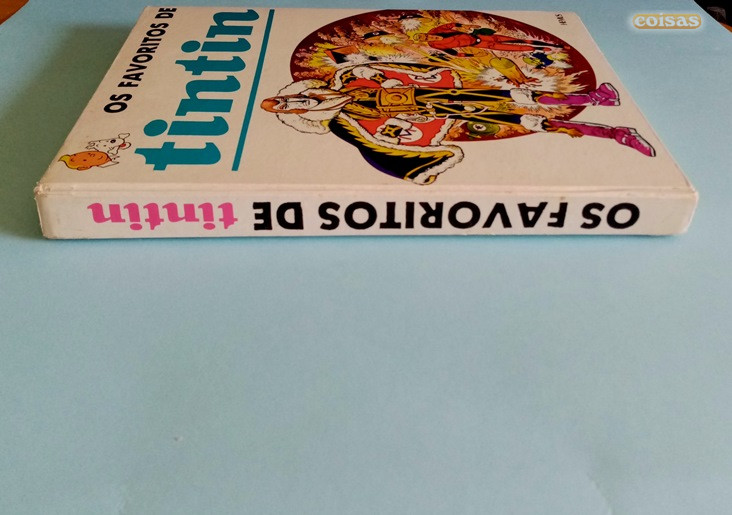 OS FAVORITOS DE
tintin
OS FAVORITOS DE tintin
coisas